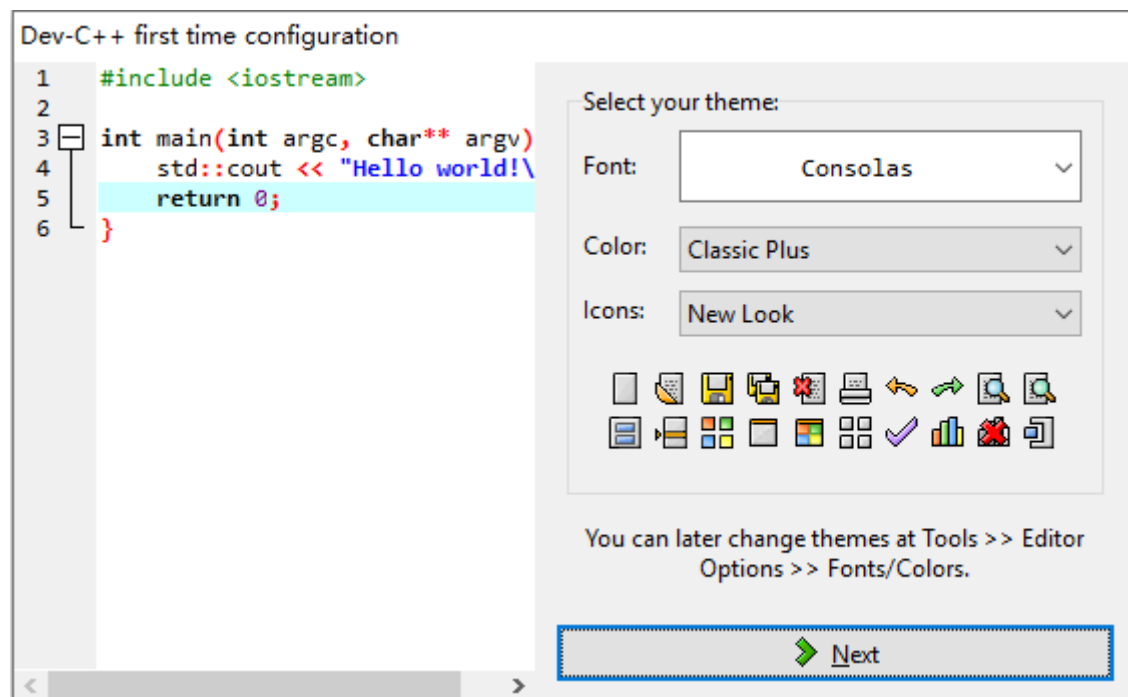 Dev-C++ first time configuration
1 #include <iostream>
2
3 int main(int argc, char** argv)
4 std::cout << "Hello world!\
5 return 0;
6 }
Select your theme:
Font: Consolas
Color: Classic Plus
Icons: New Look
You can later change themes at Tools >> Editor
Options >> Fonts/Colors.
Next